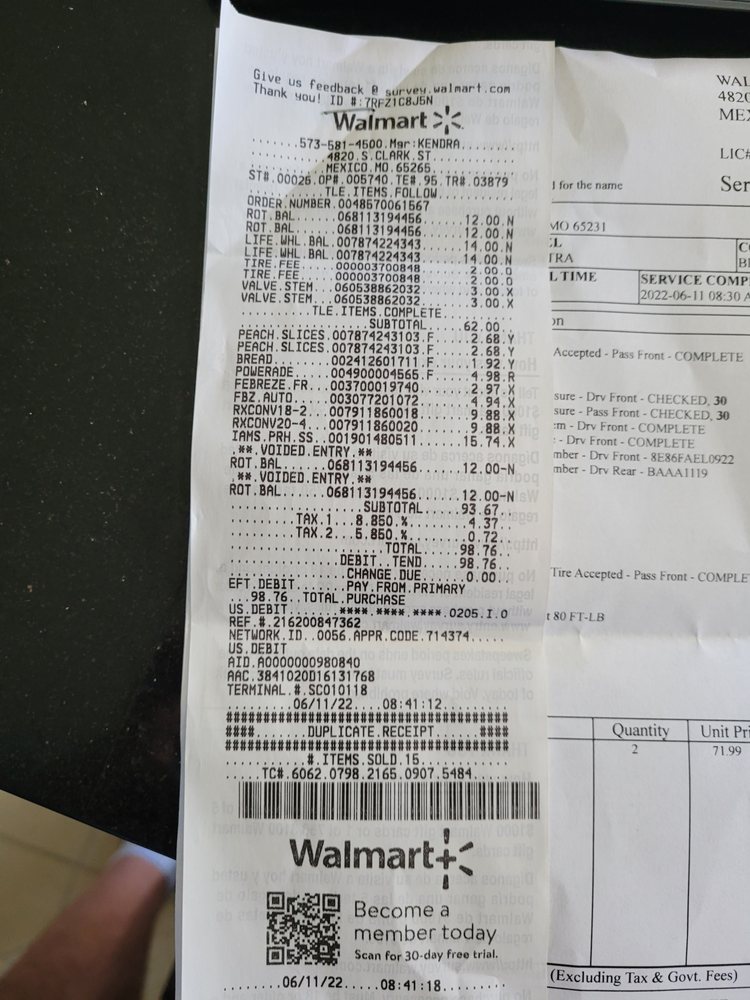 Give us feedback @ survey.walmart.com
Thank you! ID #:7RFZ1C8J5N
Walmart
573-581-4500.Mgr:KENDRA
4820.S.CLARK.ST
MEXICO.MO.65265
ST#.00026.OP#.005740.TE#.95.TR#.03879
TLE.ITEMS.FOLLOW
ORDER.NUMBER.0048570061567
ROT.BAL......068113194456......12.00.N
ROT.BAL......068113194456......12.00.N
LIFE.WHL.BAL.007874224343......14.00.N
LIFE.WHL.BAL.007874224343......14.00.N
TIRE.FEE.....000003700848.......2.00.O
TIRE.FEE.....000003700848.......2.00.O
VALVE.STEM...060538862032.......3.00.X
VALVE.STEM...060538862032.......3.00.X
TLE.ITEMS.COMPLETE
SUBTOTAL.....62.00
PEACH.SLICES.007874243103.F.....2.68.Y
PEACH.SLICES.007874243103.F.....2.68.Y
BREAD........002412601711.F.....1.92.Y
POWERADE.....004900004565.F.....4.98.R
FEBREZE.FR...003700019740.......2.97.X
FBZ.AUTO.....003077201072.......4.94.X
RXCONV18-2...007911860018.......9.88.X
RXCONV20-4...007911860020.......9.88.X
IAMS.PRH.SS..001901480511......15.74.X
.**.VOIDED.ENTRY.**
ROT.BAL......068113194456......12.00-N
.**.VOIDED.ENTRY.**
ROT.BAL......068113194456......12.00-N
SUBTOTAL.....93.67
TAX.1...8.850.%......4.37
TAX.2...5.850.%......0.72
TOTAL.....98.76
DEBIT..TEND.....98.76
CHANGE.DUE.....0.00
EFT.DEBIT......PAY.FROM.PRIMARY
...98.76..TOTAL.PURCHASE
US.DEBIT.......****.****.****.0205.I.0
REF.#.216200847362
NETWORK.ID..0056.APPR.CODE.714374
US.DEBIT
AID.A0000000980840
AAC.3841020D16131768
TERMINAL.#.SC010118
06/11/22....08:41:12
######################################
####.......DUPLICATE.RECEIPT......####
######################################
#.ITEMS.SOLD.15
TC#.6062.0798.2165.0907.5484
Walmart+
Become a
member today
Scan for 30-day free trial.
06/11/22....08:41:18
WAL
4820
MEX
LIC#
Ser
for the name
MO 65231
TRA
L TIME
SERVICE COMP
2022-06-11 08:30 A
on
Accepted - Pass Front - COMPLETE
sure - Drv Front - CHECKED, 30
sure - Pass Front - CHECKED, 30
m - Drv Front - COMPLETE
- Drv Front - COMPLETE
mber - Drv Front - 8E86FAEL0922
mber - Drv Rear - BAAA1119
Tire Accepted - Pass Front - COMPLE
t 80 FT-LB
Quantity
Unit Pri
2
71.99
(Excluding Tax & Govt. Fees)